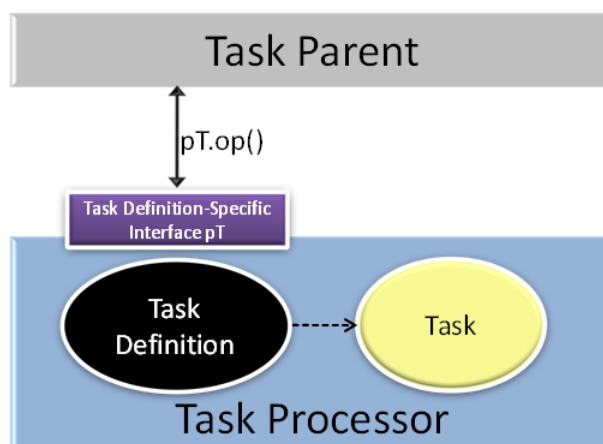 Task Parent
pT.op()
Task Definition-Specific
Interface pT
Task
Definition
Task
Task Processor